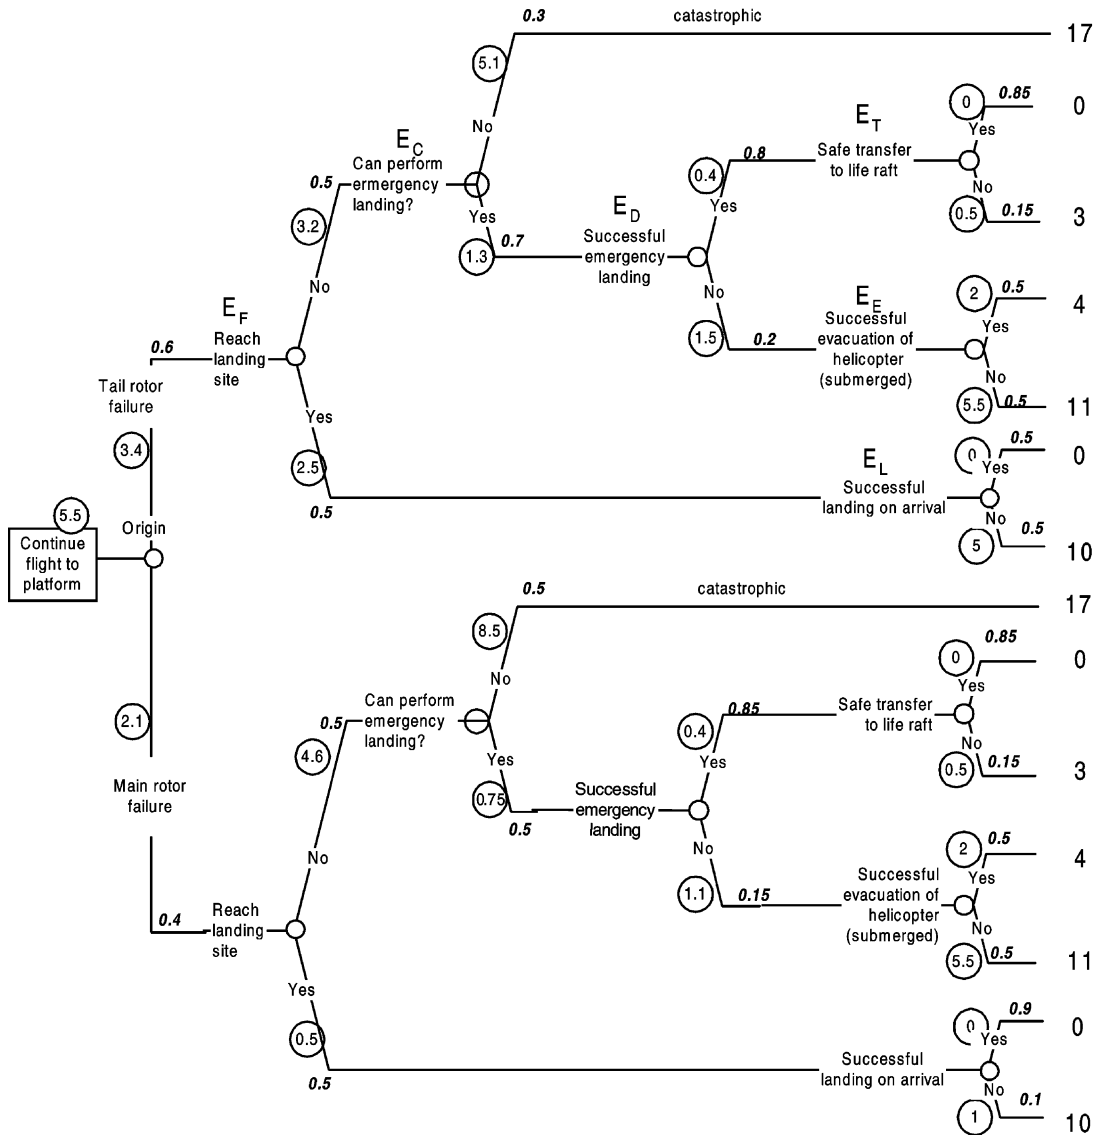 0.3
catastrophic
17
5.1
0
0.85
0
E_T
Yes
No
E_C
Can perform
ermergency
landing?
0.8
Safe transfer
to life raft
0.5
0.4
No
Yes
0.5
0.15
3
3.2
Yes
E_D
0.7
Successful
emergency
landing
1.3
2
0.5
4
No
No
E_E
Yes
E_F
1.5
0.2
Successful
evacuation of
helicopter
(submerged)
0.6
Reach
landing
site
No
5.5
0.5
11
Tail rotor
failure
Yes
0.5
0
0
3.4
2.5
E_L
Yes
Successful
landing on arrival
0.5
No
0.5
5
10
5.5
Origin
Continue
flight to
platform
0.5
catastrophic
17
8.5
0.85
0
0
No
Yes
Can perform
emergency
landing?
0.85
Safe transfer
to life raft
0.5
2.1
0.4
No
4.6
Yes
Yes
0.5
0.15
3
Main rotor
failure
0.75
0.5
Successful
emergency
landing
2
0.5
4
No
No
Yes
1.1
0.15
Successful
evacuation of
helicopter
(submerged)
0.4
Reach
landing
site
No
5.5
0.5
11
Yes
0.9
0
0
0.5
Yes
Successful
landing on arrival
0.5
No
0.1
1
10